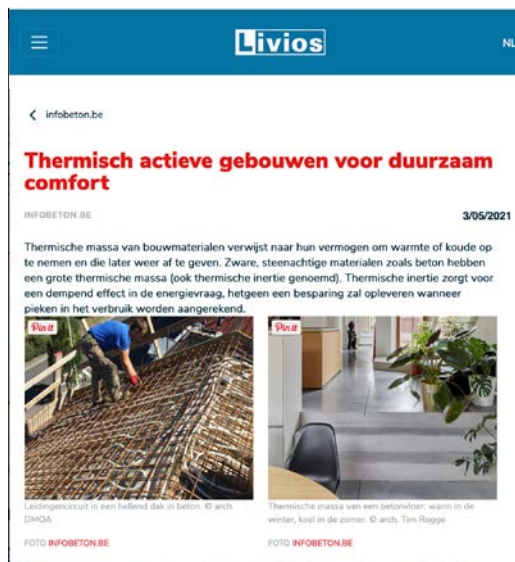 Livios
NL
infobeton.be
Thermisch actieve gebouwen voor duurzaam
comfort
INFOBETON.BE
3/05/2021
Thermische massa van bouwmaterialen verwijst naar hun vermogen om warmte of koude op
te nemen en die later weer af te geven. Zware, steenachtige materialen zoals beton hebben
een grote thermische massa (ook thermische inertie genoemd). Thermische inertie zorgt voor
een dempend effect in de energievraag, hetgeen een besparing zal opleveren wanneer
pieken in het verbruik worden aangerekend.
Pin it
Pin it
Leidingencircuit in een hellend dak in beton. © arch.
DMOA
Thermische massa van een betonvloer: warm in de
winter, koel in de zomer. © arch. Tim Rogge
FOTO INFOBETON.BE
FOTO INFOBETON.BE